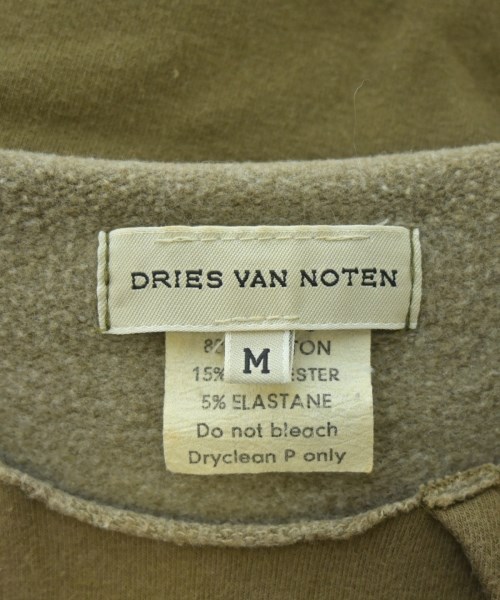 DRIES VAN NOTEN
M
15%
5% ELASTANE
Do not bleach
Dryclean P only